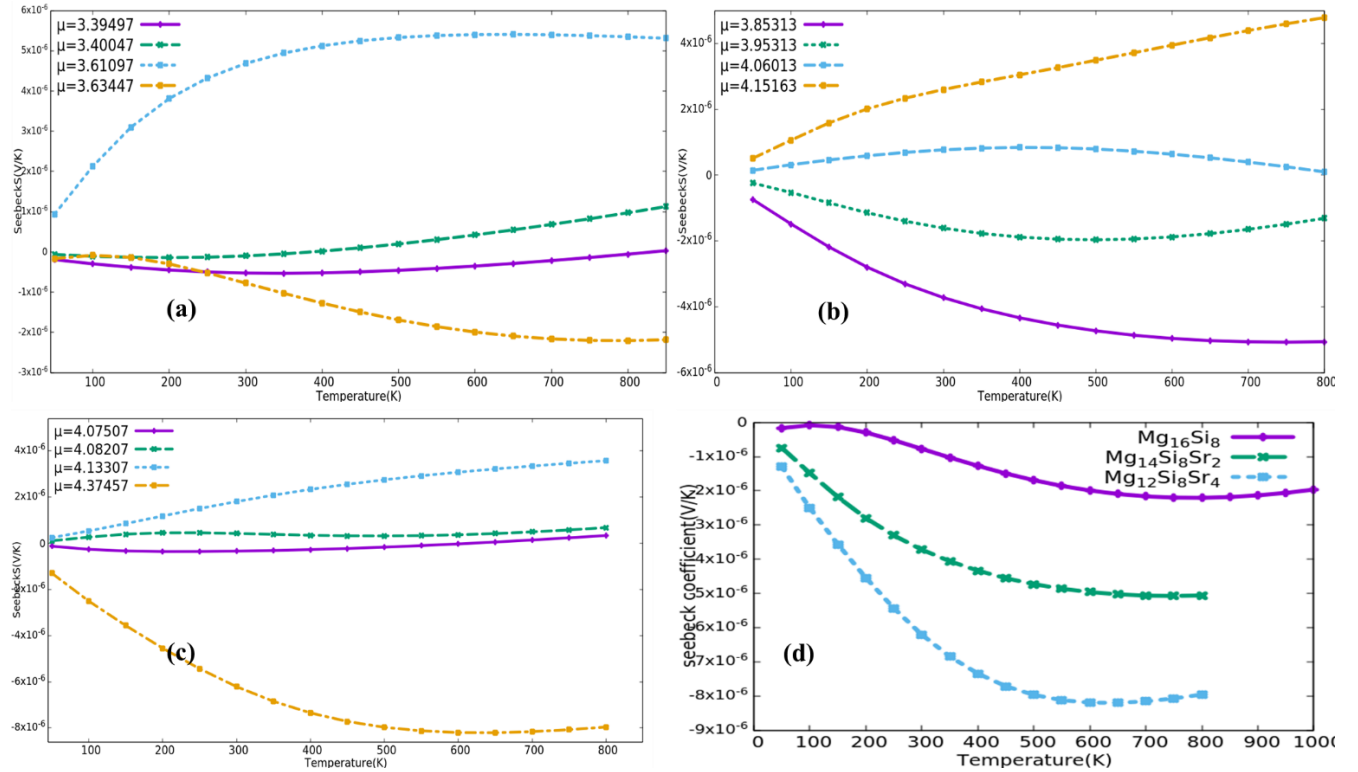 μ=3.39497
μ=3.40047
μ=3.61097
μ=3.63447
6x10-6
5x10-6
4x10-6
3x10-6
2x10-6
1x10-6
0
-1x10-6
-2x10-6
-3x10-6
SeebeckS(V/K)
(a)
100 200 300 400 500 600 700 800
Temperature(K)
μ=3.85313
μ=3.95313
μ=4.06013
μ=4.15163
4x10-6
2x10-6
0
-2x10-6
-4x10-6
-6x10-6
SeebeckS(V/K)
(b)
0 100 200 300 400 500 600 700 800
Temperature(K)
μ=4.07507
μ=4.08207
μ=4.13307
μ=4.37457
4x10-6
2x10-6
0
-2x10-6
-4x10-6
-6x10-6
-8x10-6
SeebeckS(V/K)
(c)
100 200 300 400 500 600 700 800
Temperature(K)
Mg16Si8
Mg14Si8Sr2
Mg12Si8Sr4
0
-1x10-6
-2x10-6
-3x10-6
-4x10-6
-5x10-6
-6x10-6
-7x10-6
-8x10-6
-9x10-6
seebeck coefficient(V/K)
(d)
0 100 200 300 400 500 600 700 800 900 1000
Temperature(K)